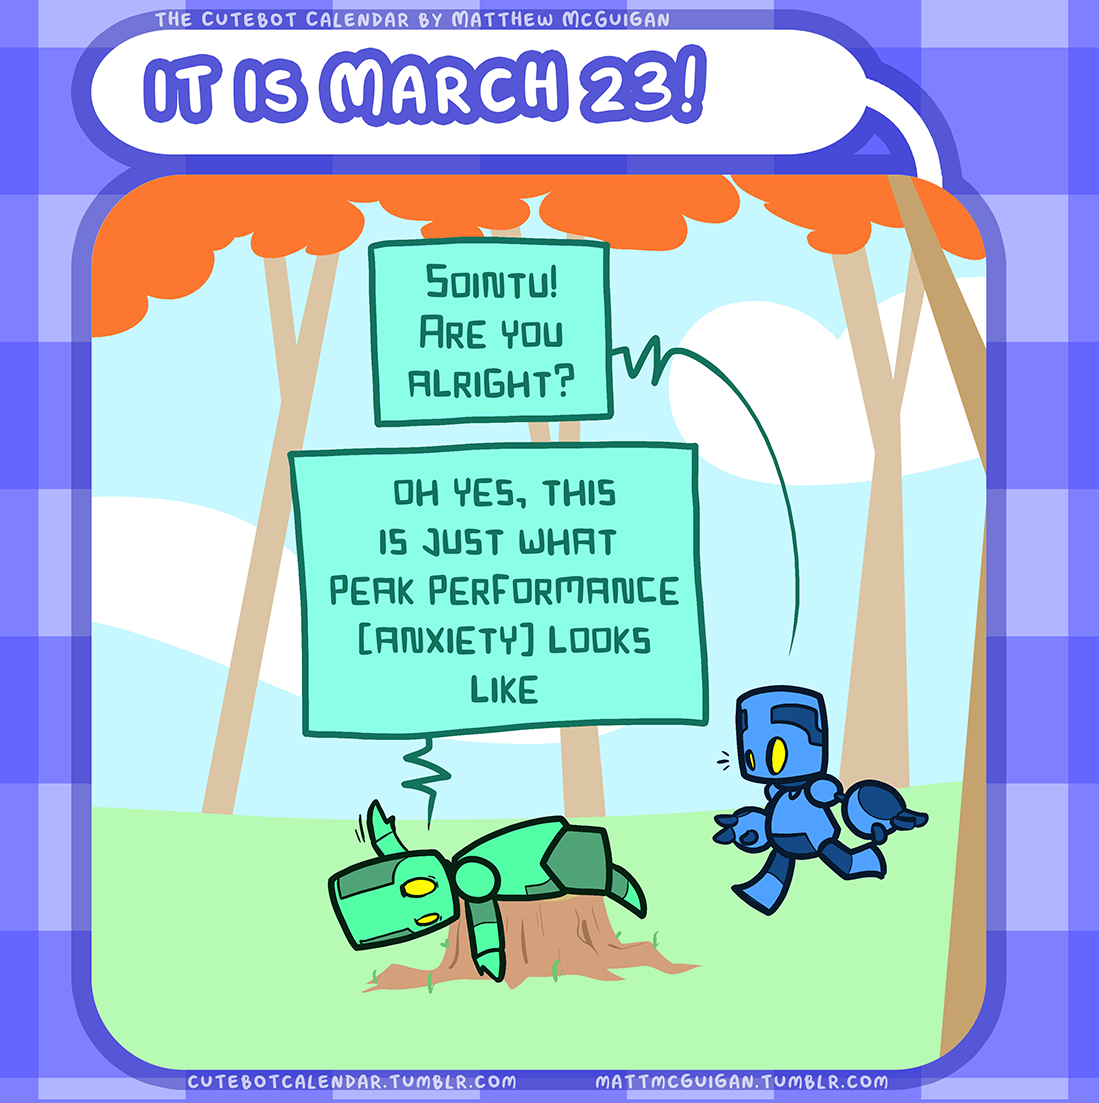 THE CUTEBOT CALENDAR BY MATTHEW MCGUIGAN
IT IS MARCH 23!
SOINTU!
ARE YOU
ALRIGHT?
OH YES, THIS
IS JUST WHAT
PEAK PERFORMANCE
[ANXIETY] LOOKS
LIKE
CUTEBOTCALENDAR.TUMBLR.COM
MATTMCGUIGAN.TUMBLR.COM